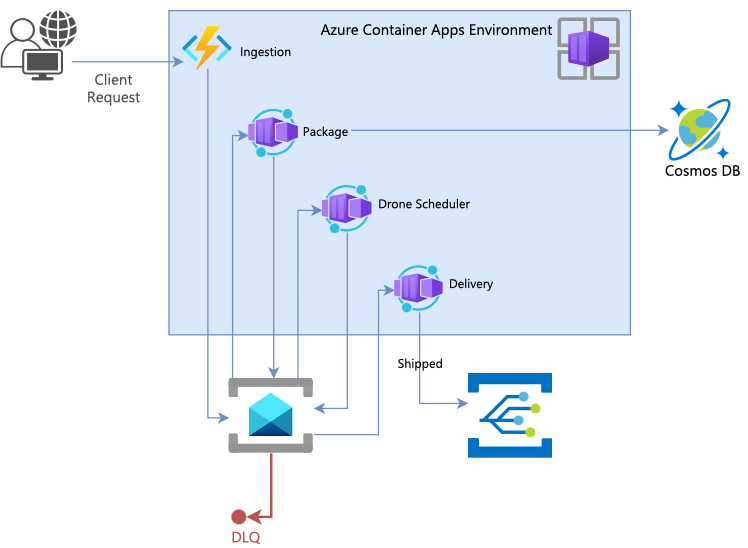 Azure Container Apps Environment
Ingestion
Client
Request
Package
Cosmos DB
Drone Scheduler
Delivery
Shipped
DLQ